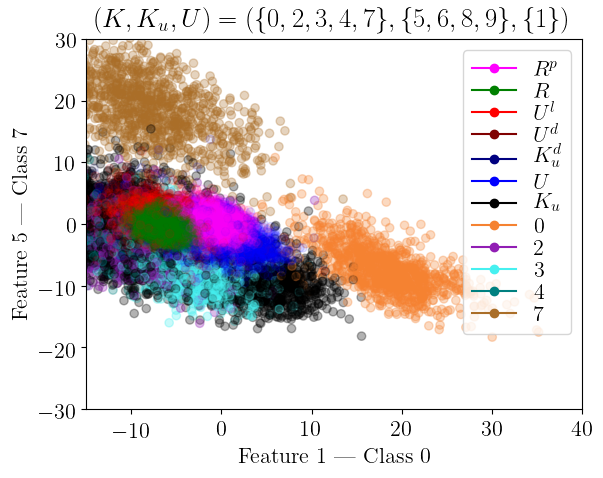 (K, K_u, U) = ({0, 2, 3, 4, 7}, {5, 6, 8, 9}, {1})
30
20
10
0
−10
−20
−30
Feature 5 — Class 7
R^p
R
U^l
U^d
K_u^d
U
K_u
0
2
3
4
7
−10 0 10 20 30 40
Feature 1 — Class 0